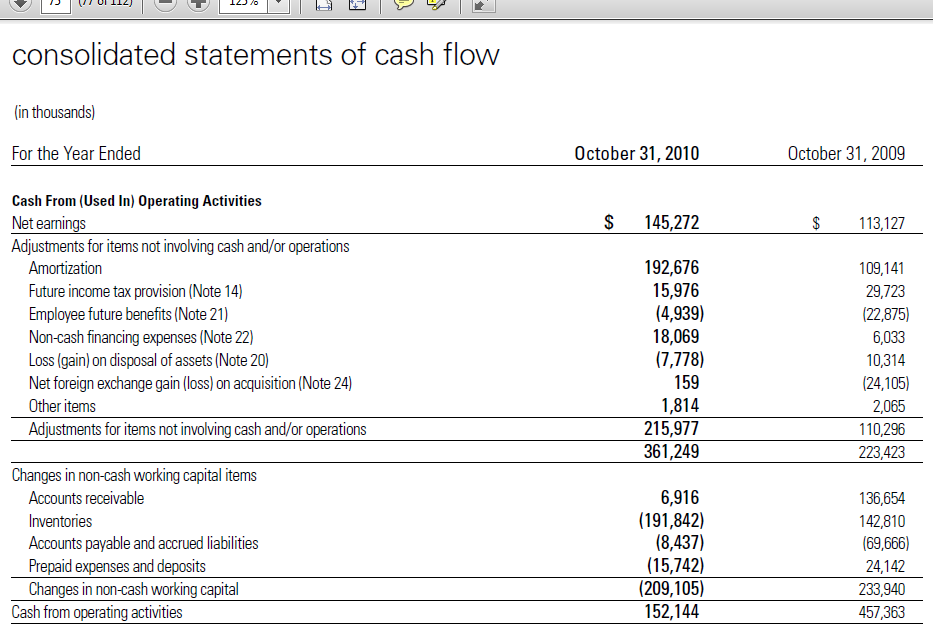 75 (77 of 112) 125%
consolidated statements of cash flow
(in thousands)
For the Year Ended October 31, 2010 October 31, 2009
Cash From (Used In) Operating Activities
Net earnings $ 145,272 $ 113,127
Adjustments for items not involving cash and/or operations
Amortization 192,676 109,141
Future income tax provision (Note 14) 15,976 29,723
Employee future benefits (Note 21) (4,939) (22,875)
Non-cash financing expenses (Note 22) 18,069 6,033
Loss (gain) on disposal of assets (Note 20) (7,778) 10,314
Net foreign exchange gain (loss) on acquisition (Note 24) 159 (24,105)
Other items 1,814 2,065
Adjustments for items not involving cash and/or operations 215,977 110,296
361,249 223,423
Changes in non-cash working capital items
Accounts receivable 6,916 136,654
Inventories (191,842) 142,810
Accounts payable and accrued liabilities (8,437) (69,666)
Prepaid expenses and deposits (15,742) 24,142
Changes in non-cash working capital (209,105) 233,940
Cash from operating activities 152,144 457,363